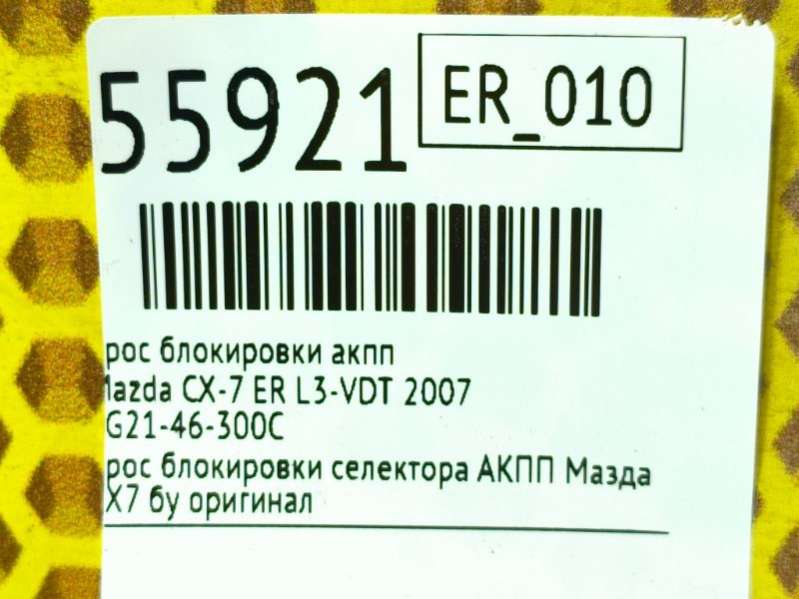 55921
ER_010
рос блокировки акпп
Mazda CX-7 ER L3-VDT 2007
G21-46-300C
рос блокировки селектора АКПП Мазда
X7 бу оригинал